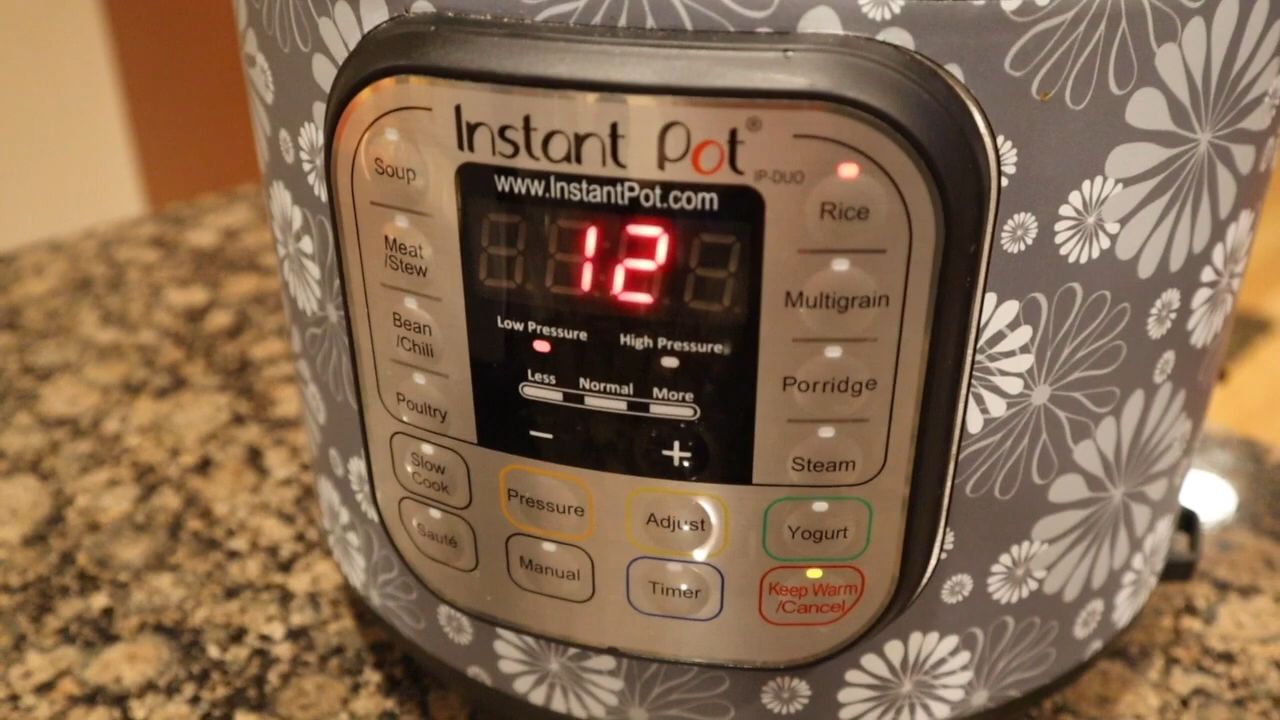 Instant Pot®
IP-DUO
www.InstantPot.com
12
Low Pressure
High Pressure
Less
Normal
More
−
+
Soup
Meat
/Stew
Bean
/Chili
Poultry
Slow
Cook
Sauté
Rice
Multigrain
Porridge
Steam
Pressure
Adjust
Yogurt
Manual
Timer
Keep Warm
/Cancel